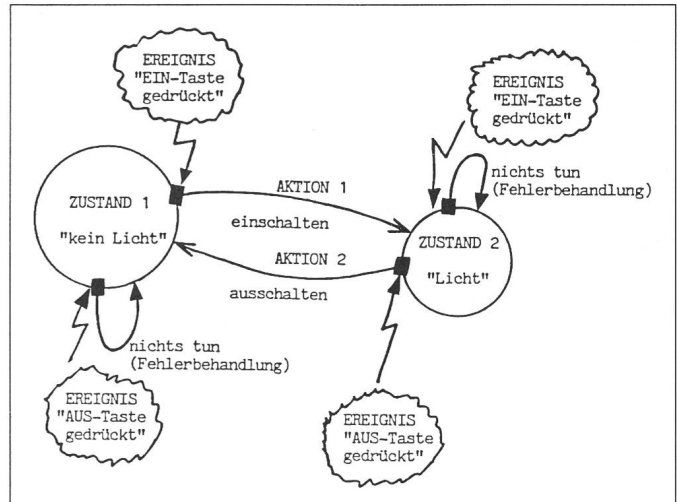 EREIGNIS
"EIN-Taste
gedrückt"
EREIGNIS
"EIN-Taste
gedrückt"
ZUSTAND 1
"kein Licht"
AKTION 1
einschalten
nichts tun
(Fehlerbehandlung)
ZUSTAND 2
"Licht"
AKTION 2
ausschalten
nichts tun
(Fehlerbehandlung)
EREIGNIS
"AUS-Taste
gedrückt"
EREIGNIS
"AUS-Taste
gedrückt"